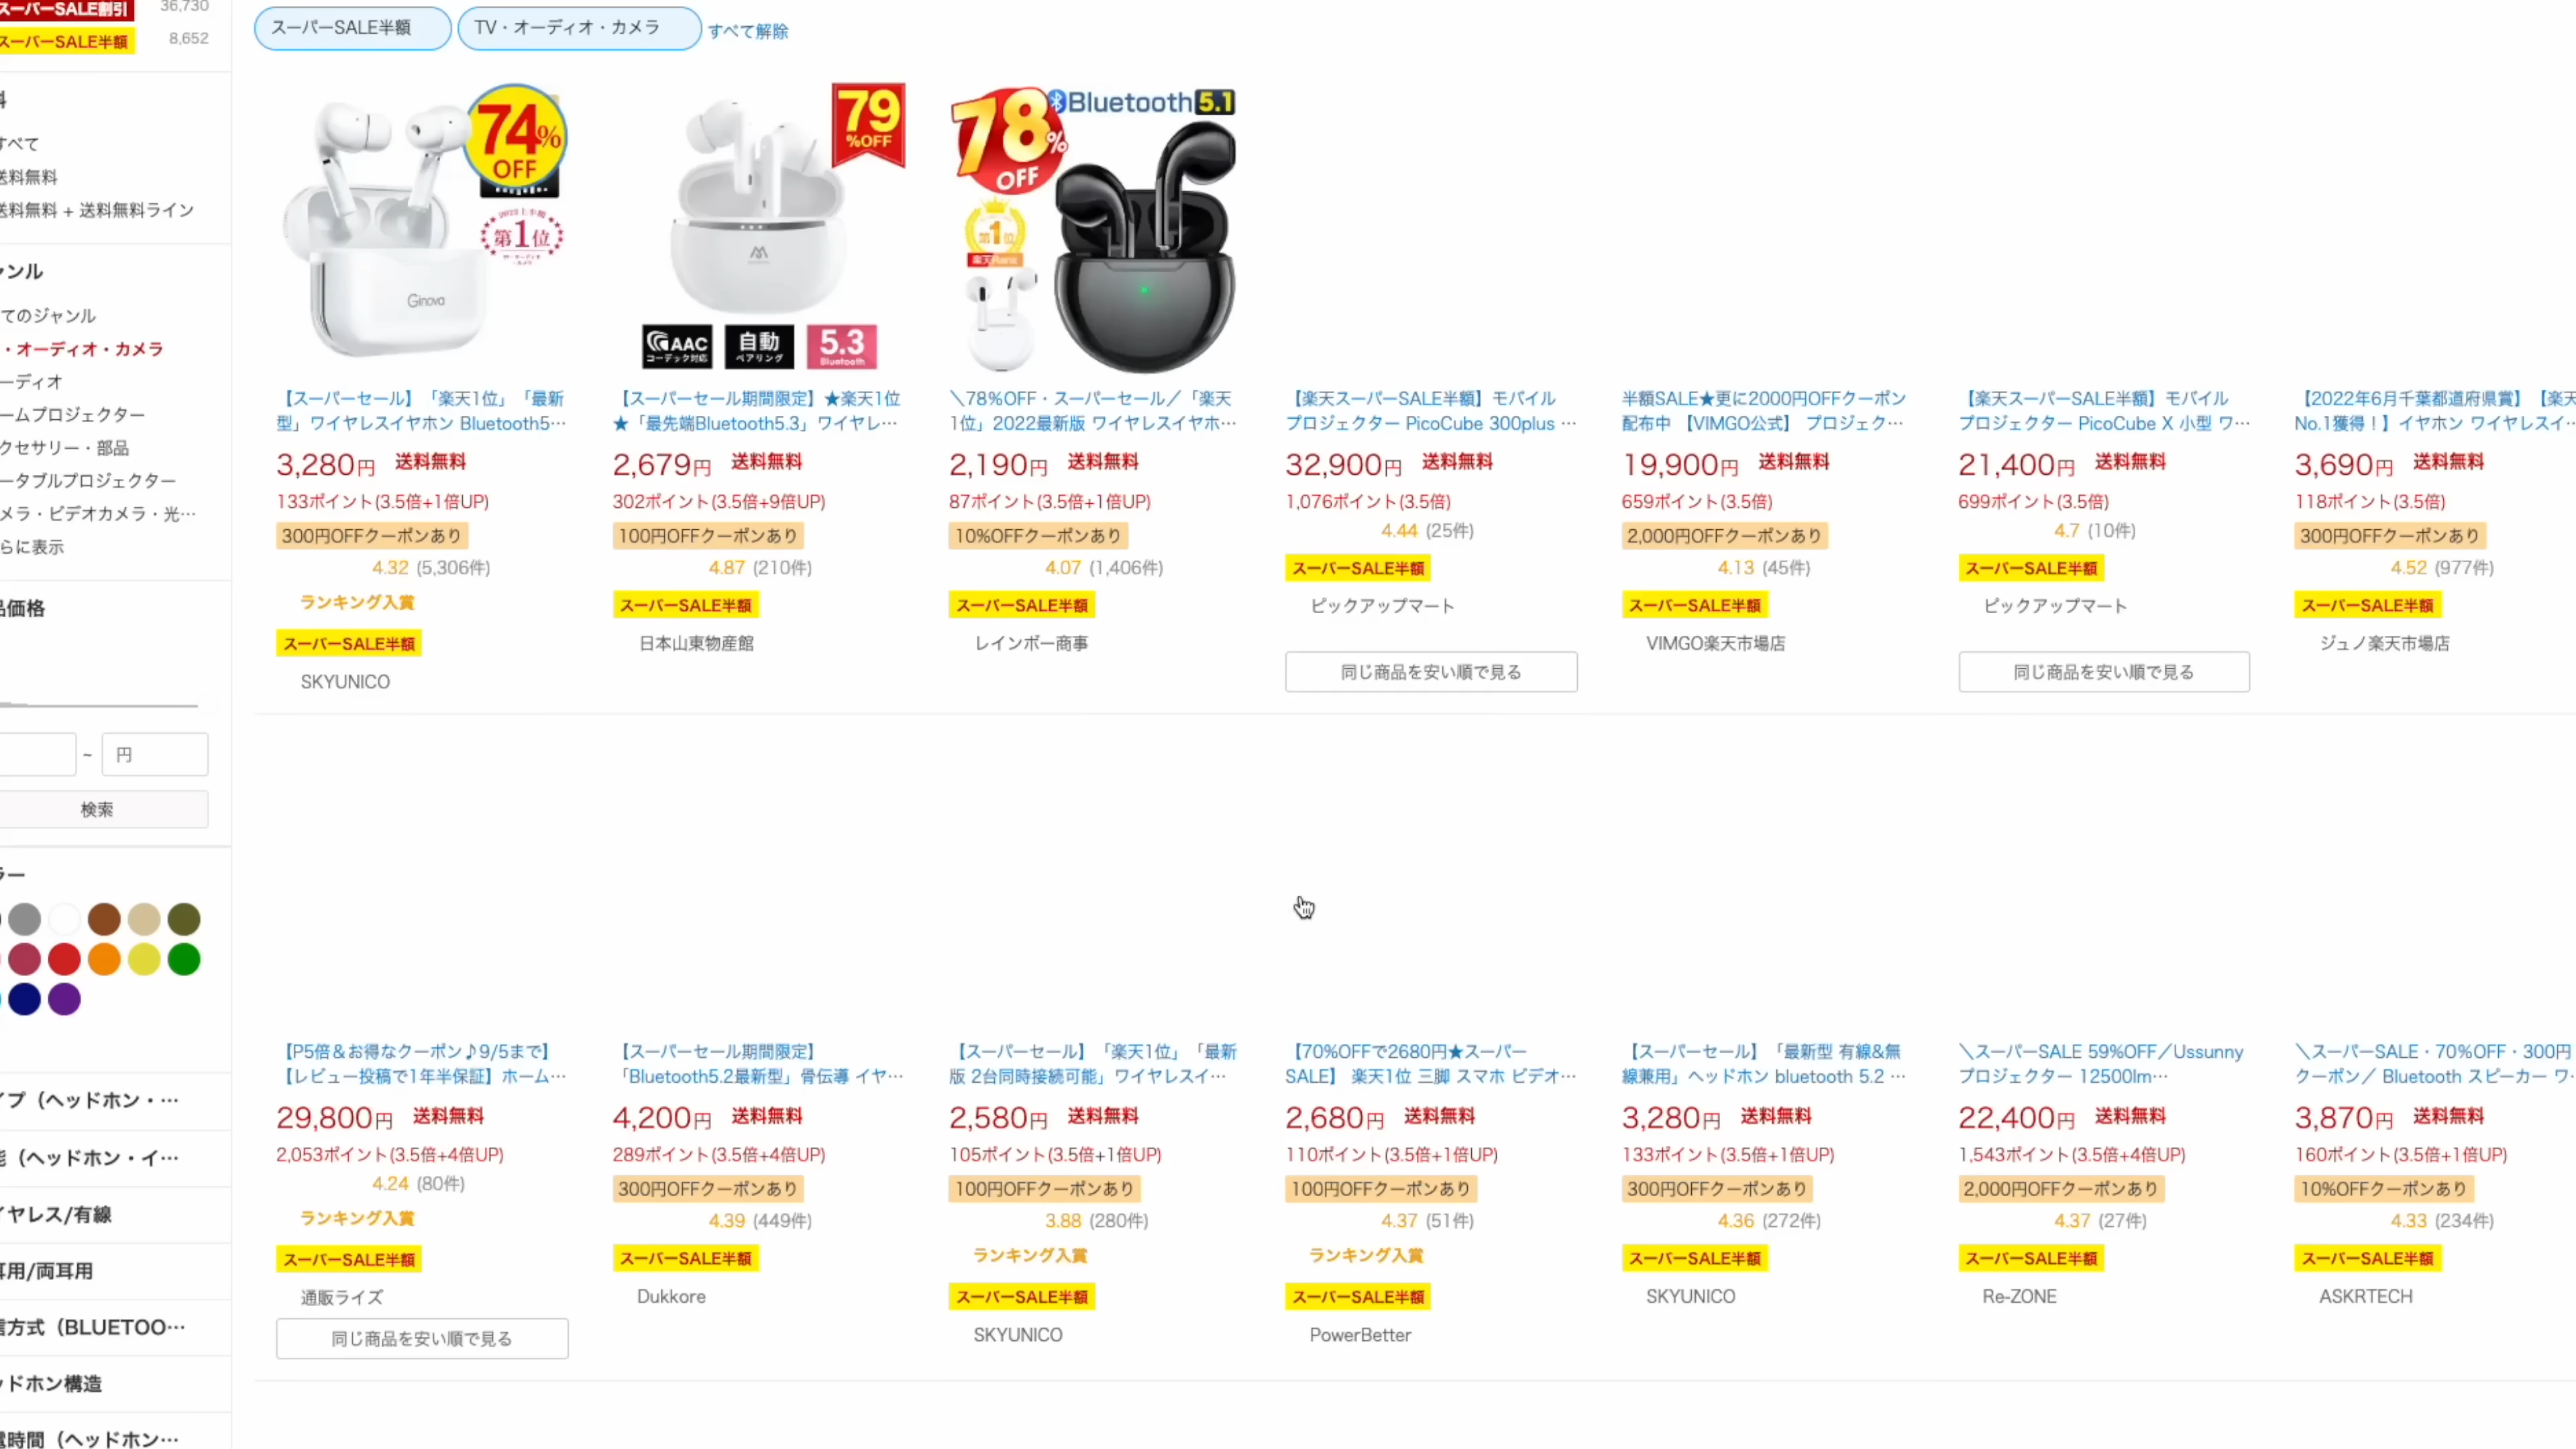 スーパーSALE割引 36,730
スーパーSALE半額 8,652
スーパーSALE半額 TV・オーディオ・カメラ すべて解除
料
すべて
送料無料
送料無料 + 送料無料ライン
ャンル
てのジャンル
・オーディオ・カメラ
ーディオ
ームプロジェクター
クセサリー・部品
ータブルプロジェクター
メラ・ビデオカメラ・光…
らに表示
品価格
~ 円
検索
ラー
イプ（ヘッドホン・…
能（ヘッドホン・イ…
イヤレス/有線
耳用/両耳用
信方式（BLUETOO…
ッドホン構造
電時間（ヘッドホン…
74% OFF
第1位
Ginova
79
%OFF
AAC
コーデック対応
自動
ペアリング
5.3
Bluetooth
78%
OFF
Bluetooth 5.1
第1位
【スーパーセール】「楽天1位」「最新
型」ワイヤレスイヤホン Bluetooth5…
3,280円 送料無料
133ポイント(3.5倍+1倍UP)
300円OFFクーポンあり
4.32 (5,306件)
ランキング入賞
スーパーSALE半額
SKYUNICO
【スーパーセール期間限定】★楽天1位
★「最先端Bluetooth5.3」ワイヤレ…
2,679円 送料無料
302ポイント(3.5倍+9倍UP)
100円OFFクーポンあり
4.87 (210件)
スーパーSALE半額
日本山東物産館
＼78%OFF・スーパーセール／「楽天
1位」2022最新版 ワイヤレスイヤホ…
2,190円 送料無料
87ポイント(3.5倍+1倍UP)
10%OFFクーポンあり
4.07 (1,406件)
スーパーSALE半額
レインボー商事
【楽天スーパーSALE半額】モバイル
プロジェクター PicoCube 300plus …
32,900円 送料無料
1,076ポイント(3.5倍)
4.44 (25件)
スーパーSALE半額
ピックアップマート
同じ商品を安い順で見る
半額SALE★更に2000円OFFクーポン
配布中 【VIMGO公式】 プロジェク…
19,900円 送料無料
659ポイント(3.5倍)
2,000円OFFクーポンあり
4.13 (45件)
スーパーSALE半額
VIMGO楽天市場店
【楽天スーパーSALE半額】モバイル
プロジェクター PicoCube X 小型 ワ…
21,400円 送料無料
699ポイント(3.5倍)
4.7 (10件)
スーパーSALE半額
ピックアップマート
同じ商品を安い順で見る
【2022年6月千葉都道府県賞】【楽天
No.1獲得！】イヤホン ワイヤレスイ…
3,690円 送料無料
118ポイント(3.5倍)
300円OFFクーポンあり
4.52 (977件)
スーパーSALE半額
ジュノ楽天市場店
【P5倍＆お得なクーポン♪9/5まで】
【レビュー投稿で1年半保証】ホーム…
29,800円 送料無料
2,053ポイント(3.5倍+4倍UP)
4.24 (80件)
ランキング入賞
スーパーSALE半額
通販ライズ
同じ商品を安い順で見る
【スーパーセール期間限定】
「Bluetooth5.2最新型」骨伝導 イヤ…
4,200円 送料無料
289ポイント(3.5倍+4倍UP)
300円OFFクーポンあり
4.39 (449件)
スーパーSALE半額
Dukkore
【スーパーセール】「楽天1位」「最新
版 2台同時接続可能」ワイヤレスイ…
2,580円 送料無料
105ポイント(3.5倍+1倍UP)
100円OFFクーポンあり
3.88 (280件)
ランキング入賞
スーパーSALE半額
SKYUNICO
【70%OFFで2680円★スーパー
SALE】 楽天1位 三脚 スマホ ビデオ…
2,680円 送料無料
110ポイント(3.5倍+1倍UP)
100円OFFクーポンあり
4.37 (51件)
ランキング入賞
スーパーSALE半額
PowerBetter
【スーパーセール】「最新型 有線&無
線兼用」ヘッドホン bluetooth 5.2 …
3,280円 送料無料
133ポイント(3.5倍+1倍UP)
300円OFFクーポンあり
4.36 (272件)
スーパーSALE半額
SKYUNICO
＼スーパーSALE 59%OFF／Ussunny
プロジェクター 12500lm…
22,400円 送料無料
1,543ポイント(3.5倍+4倍UP)
2,000円OFFクーポンあり
4.37 (27件)
スーパーSALE半額
Re-ZONE
＼スーパーSALE・70%OFF・300円
クーポン／ Bluetooth スピーカー ワ…
3,870円 送料無料
160ポイント(3.5倍+1倍UP)
10%OFFクーポンあり
4.33 (234件)
スーパーSALE半額
ASKRTECH